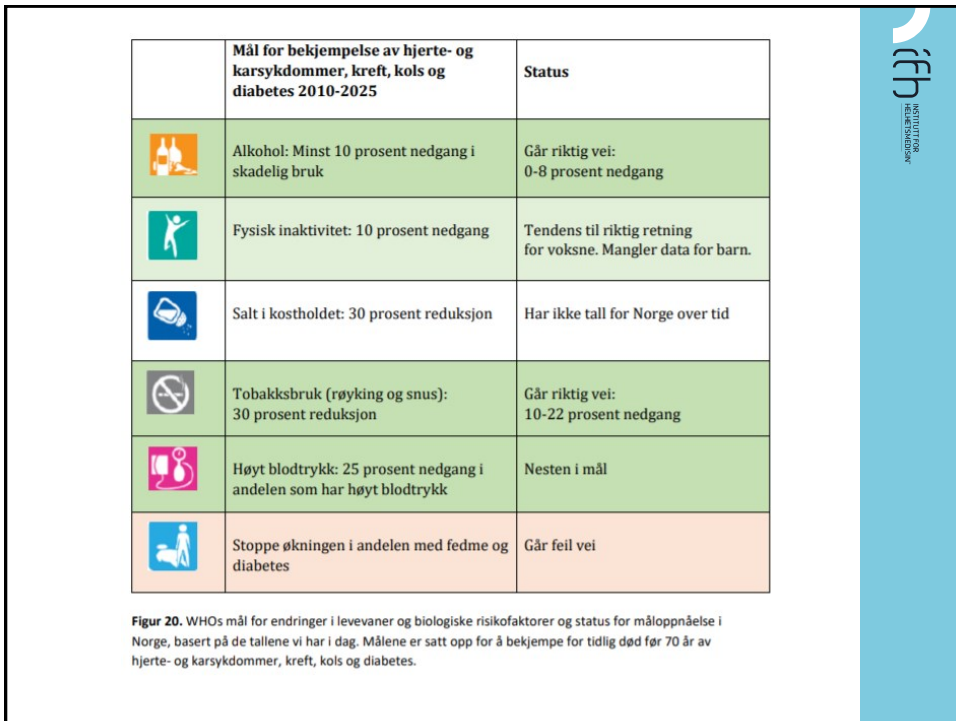 Mål for bekjempelse av hjerte- og
karsykdommer, kreft, kols og
diabetes 2010-2025
Status
Alkohol: Minst 10 prosent nedgang i
skadelig bruk
Går riktig vei:
0-8 prosent nedgang
Fysisk inaktivitet: 10 prosent nedgang
Tendens til riktig retning
for voksne. Mangler data for barn.
Salt i kostholdet: 30 prosent reduksjon
Har ikke tall for Norge over tid
Tobakksbruk (røyking og snus):
30 prosent reduksjon
Går riktig vei:
10-22 prosent nedgang
Høyt blodtrykk: 25 prosent nedgang i
andelen som har høyt blodtrykk
Nesten i mål
Stoppe økningen i andelen med fedme og
diabetes
Går feil vei
Figur 20. WHOs mål for endringer i levevaner og biologiske risikofaktorer og status for måloppnåelse i
Norge, basert på de tallene vi har i dag. Målene er satt opp for å bekjempe for tidlig død før 70 år av
hjerte- og karsykdommer, kreft, kols og diabetes.
ifh
INSTITUTT FOR
HELHETSMEDISIN